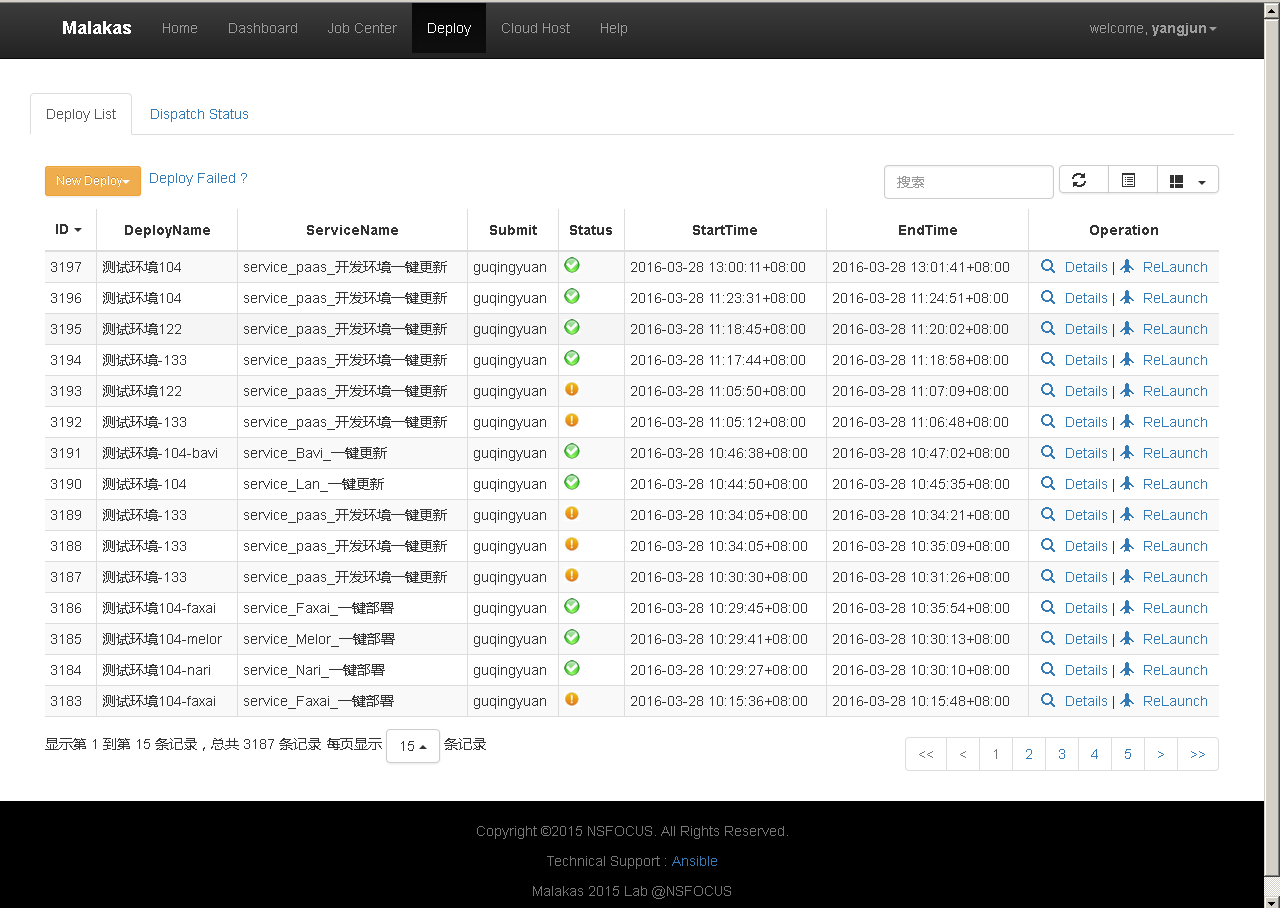 Malakas Home Dashboard Job Center Deploy Cloud Host Help welcome, yangjun
Deploy List Dispatch Status
New Deploy Deploy Failed ? 搜索
ID DeployName ServiceName Submit Status StartTime EndTime Operation
3197 测试环境104 service_paas_开发环境一键更新 guqingyuan 2016-03-28 13:00:11+08:00 2016-03-28 13:01:41+08:00 Details | ReLaunch
3196 测试环境104 service_paas_开发环境一键更新 guqingyuan 2016-03-28 11:23:31+08:00 2016-03-28 11:24:51+08:00 Details | ReLaunch
3195 测试环境122 service_paas_开发环境一键更新 guqingyuan 2016-03-28 11:18:45+08:00 2016-03-28 11:20:02+08:00 Details | ReLaunch
3194 测试环境-133 service_paas_开发环境一键更新 guqingyuan 2016-03-28 11:17:44+08:00 2016-03-28 11:18:58+08:00 Details | ReLaunch
3193 测试环境122 service_paas_开发环境一键更新 guqingyuan 2016-03-28 11:05:50+08:00 2016-03-28 11:07:09+08:00 Details | ReLaunch
3192 测试环境-133 service_paas_开发环境一键更新 guqingyuan 2016-03-28 11:05:12+08:00 2016-03-28 11:06:48+08:00 Details | ReLaunch
3191 测试环境-104-bavi service_Bavi_一键更新 guqingyuan 2016-03-28 10:46:38+08:00 2016-03-28 10:47:02+08:00 Details | ReLaunch
3190 测试环境-104 service_Lan_一键更新 guqingyuan 2016-03-28 10:44:50+08:00 2016-03-28 10:45:35+08:00 Details | ReLaunch
3189 测试环境-133 service_paas_开发环境一键更新 guqingyuan 2016-03-28 10:34:05+08:00 2016-03-28 10:34:21+08:00 Details | ReLaunch
3188 测试环境-133 service_paas_开发环境一键更新 guqingyuan 2016-03-28 10:34:05+08:00 2016-03-28 10:35:09+08:00 Details | ReLaunch
3187 测试环境-133 service_paas_开发环境一键更新 guqingyuan 2016-03-28 10:30:30+08:00 2016-03-28 10:31:26+08:00 Details | ReLaunch
3186 测试环境104-faxai service_Faxai_一键部署 guqingyuan 2016-03-28 10:29:45+08:00 2016-03-28 10:35:54+08:00 Details | ReLaunch
3185 测试环境104-melor service_Melor_一键部署 guqingyuan 2016-03-28 10:29:41+08:00 2016-03-28 10:30:13+08:00 Details | ReLaunch
3184 测试环境104-nari service_Nari_一键部署 guqingyuan 2016-03-28 10:29:27+08:00 2016-03-28 10:30:10+08:00 Details | ReLaunch
3183 测试环境104-faxai service_Faxai_一键部署 guqingyuan 2016-03-28 10:15:36+08:00 2016-03-28 10:15:48+08:00 Details | ReLaunch
显示第 1 到第 15 条记录，总共 3187 条记录 每页显示 15 条记录
<< < 1 2 3 4 5 > >>
Copyright ©2015 NSFOCUS. All Rights Reserved.
Technical Support : Ansible
Malakas 2015 Lab @NSFOCUS